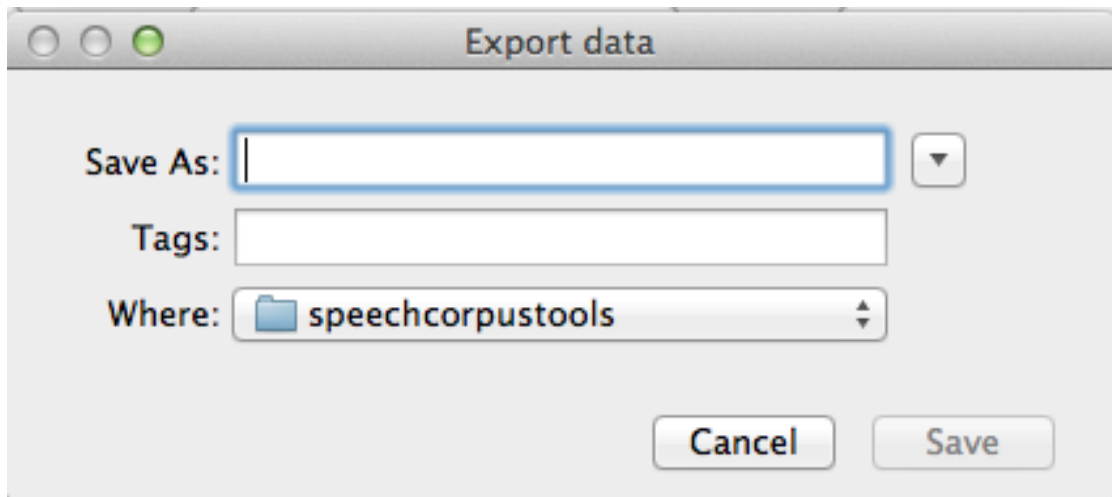 Export data
Save As:
Tags:
Where: speechcorpustools
Cancel Save